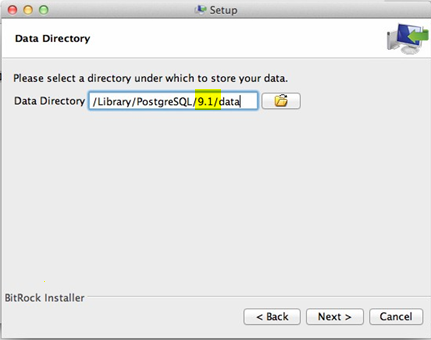 Setup
Data Directory
Please select a directory under which to store your data.
Data Directory /Library/PostgreSQL/9.1/data
BitRock Installer
< Back Next > Cancel